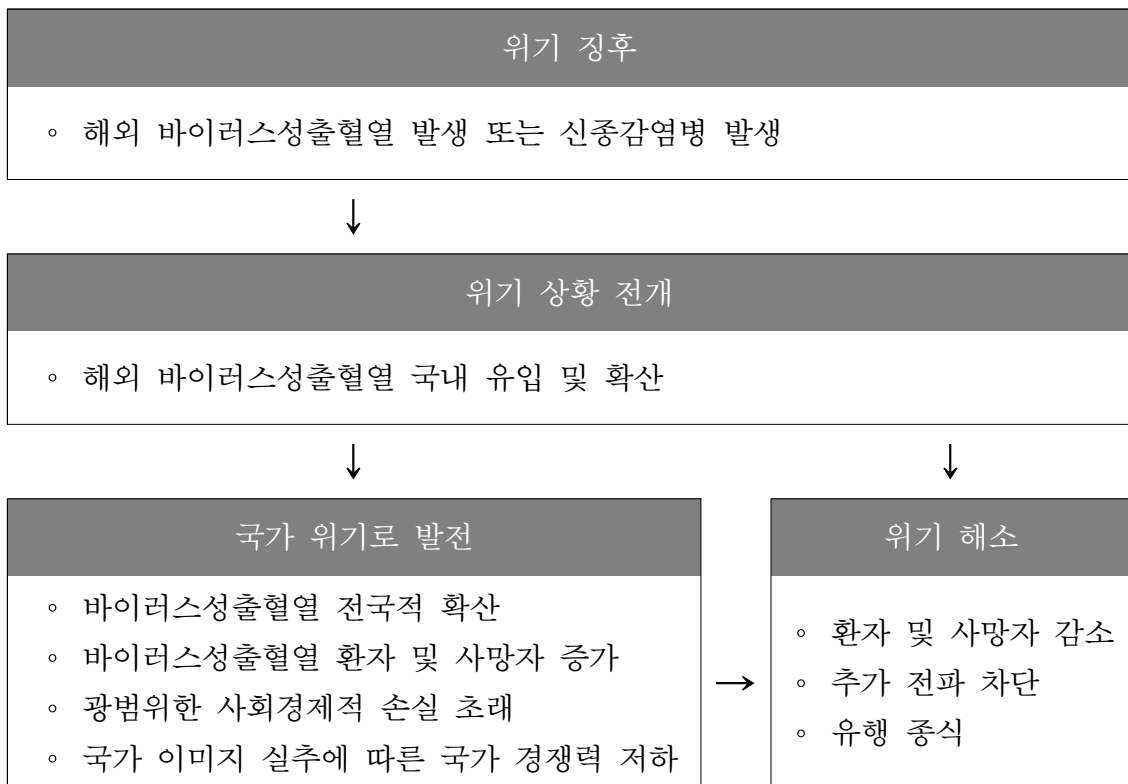 위기 징후
◦ 해외 바이러스성출혈열 발생 또는 신종감염병 발생
↓
위기 상황 전개
◦ 해외 바이러스성출혈열 국내 유입 및 확산
↓ ↓
국가 위기로 발전
◦ 바이러스성출혈열 전국적 확산
◦ 바이러스성출혈열 환자 및 사망자 증가
◦ 광범위한 사회경제적 손실 초래
◦ 국가 이미지 실추에 따른 국가 경쟁력 저하
→
위기 해소
◦ 환자 및 사망자 감소
◦ 추가 전파 차단
◦ 유행 종식